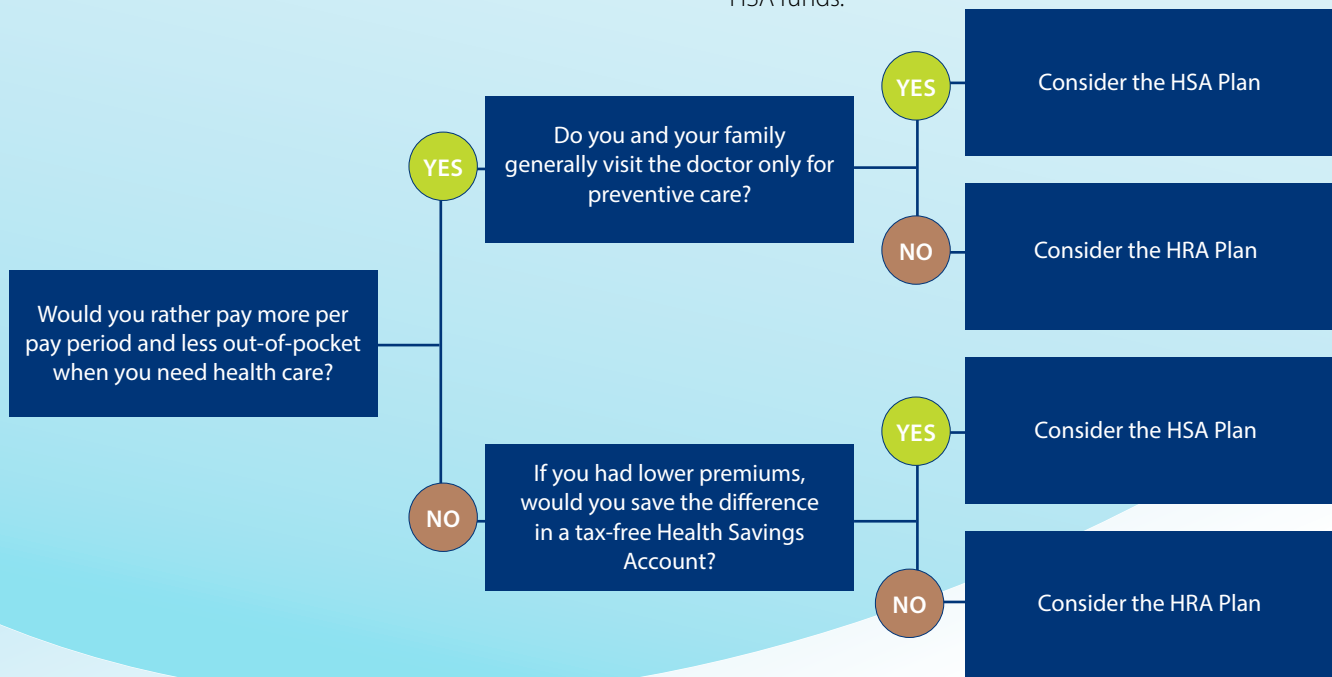 HSA funds.
Would you rather pay more per
pay period and less out-of-pocket
when you need health care?
YES
Do you and your family
generally visit the doctor only for
preventive care?
YES
Consider the HSA Plan
NO
Consider the HRA Plan
NO
If you had lower premiums,
would you save the difference
in a tax-free Health Savings
Account?
YES
Consider the HSA Plan
NO
Consider the HRA Plan